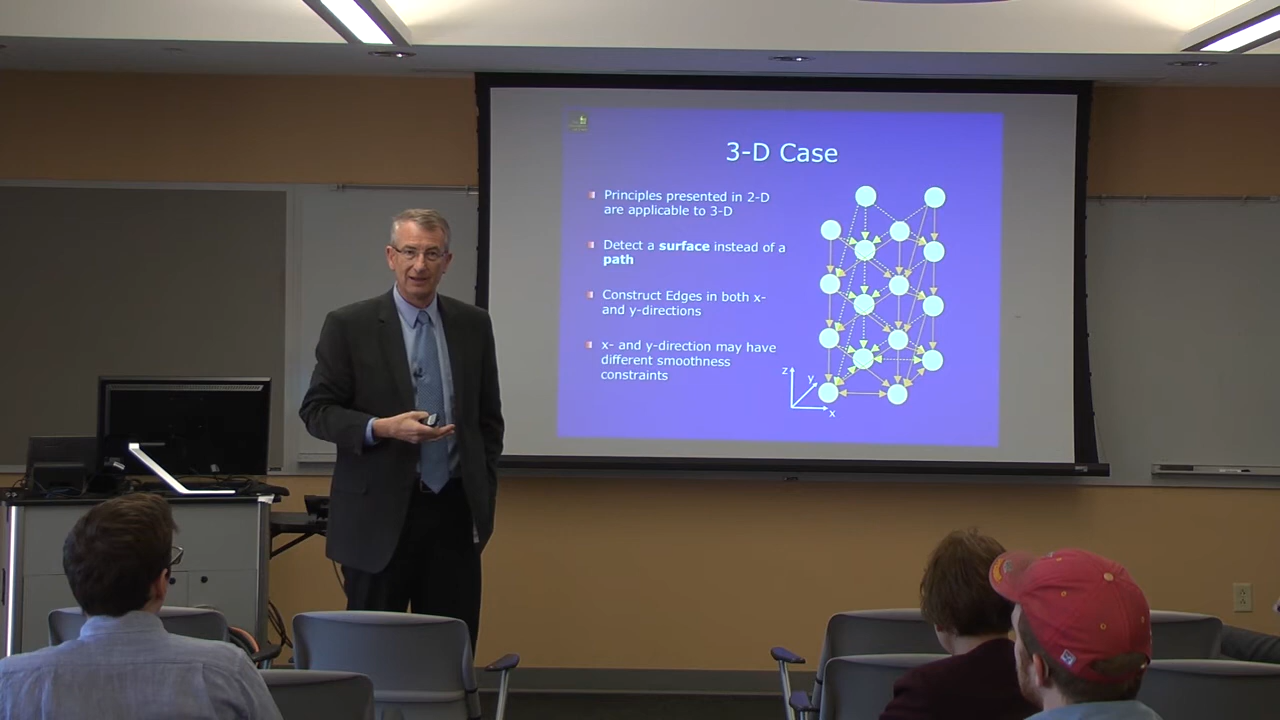 3-D Case
Principles presented in 2-D
are applicable to 3-D
Detect a surface instead of a
path
Construct Edges in both x-
and y-directions
x- and y-direction may have
different smoothness
constraints
z
y
x